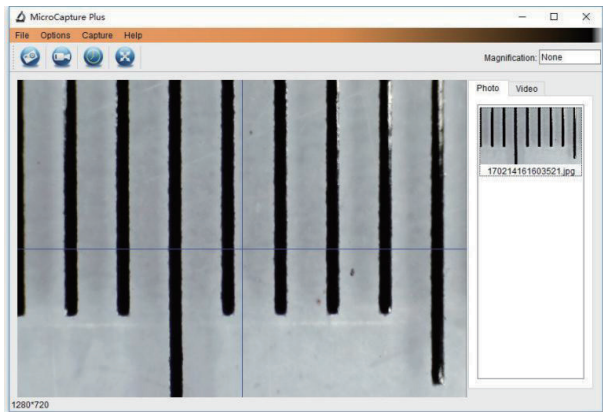 MicroCapture Plus
File Options Capture Help
Magnification: None
Photo Video
170214161603521.jpg
1280*720